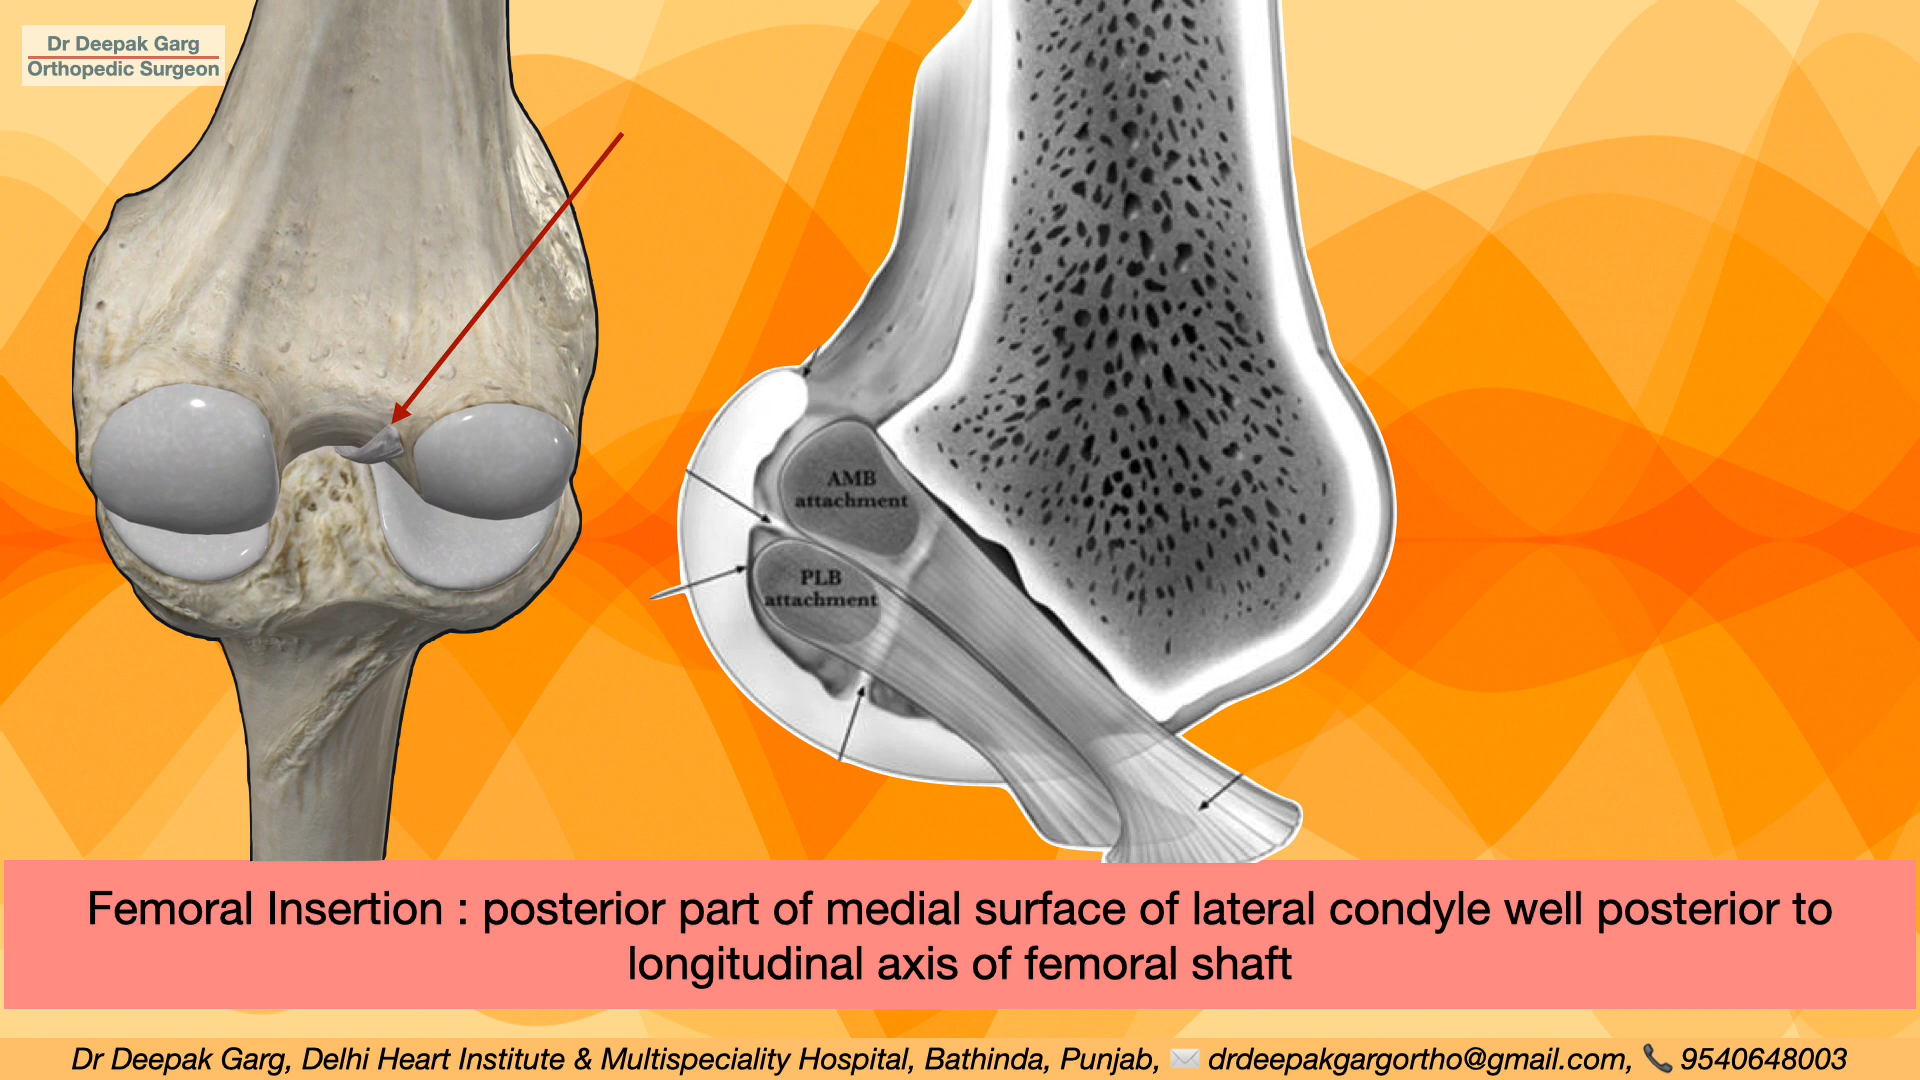 Dr Deepak Garg
Orthopedic Surgeon
AMB
attachment
PLB
attachment
Femoral Insertion : posterior part of medial surface of lateral condyle well posterior to
longitudinal axis of femoral shaft
Dr Deepak Garg, Delhi Heart Institute & Multispeciality Hospital, Bathinda, Punjab, ✉️ drdeepakgargortho@gmail.com, 📞 9540648003